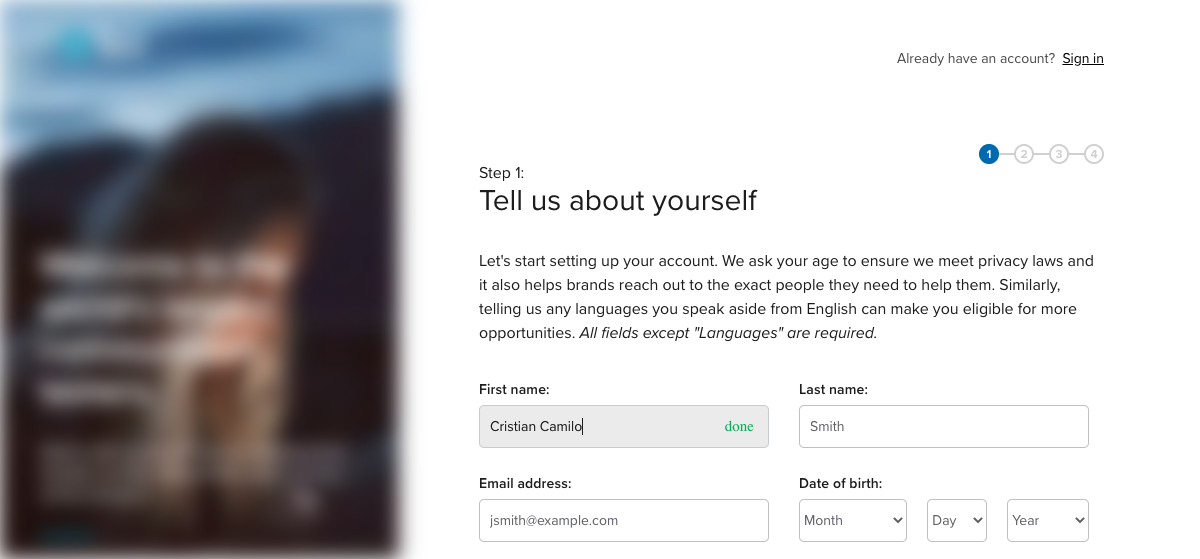 Already have an account? Sign in
1 2 3 4
Step 1:
Tell us about yourself
Let's start setting up your account. We ask your age to ensure we meet privacy laws and
it also helps brands reach out to the exact people they need to help them. Similarly,
telling us any languages you speak aside from English can make you eligible for more
opportunities. All fields except "Languages" are required.
First name: Last name:
Cristian Camilo done Smith
Email address: Date of birth:
jsmith@example.com Month Day Year